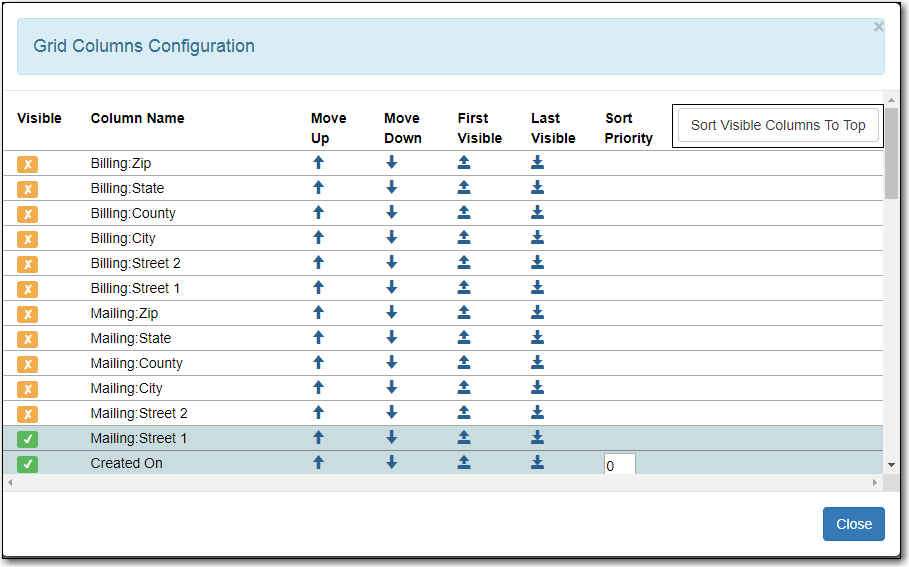 Grid Columns Configuration
×
Visible Column Name Move Up Move Down First Visible Last Visible Sort Priority Sort Visible Columns To Top
x Billing:Zip
x Billing:State
x Billing:County
x Billing:City
x Billing:Street 2
x Billing:Street 1
x Mailing:Zip
x Mailing:State
x Mailing:County
x Mailing:City
x Mailing:Street 2
✓ Mailing:Street 1
✓ Created On 0
Close